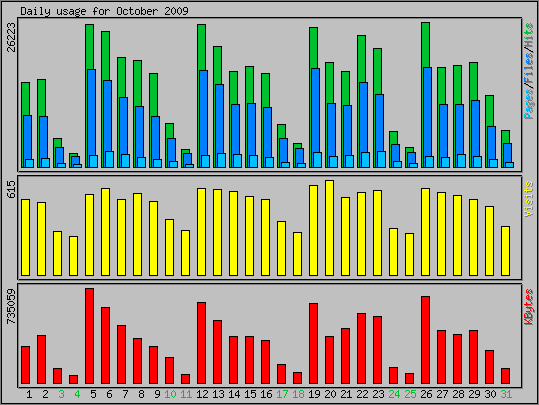 Daily usage for October 2009
26223
Pages/Files/Hits
615
Visits
735059
KBytes
1 2 3 4 5 6 7 8 9 10 11 12 13 14 15 16 17 18 19 20 21 22 23 24 25 26 27 28 29 30 31